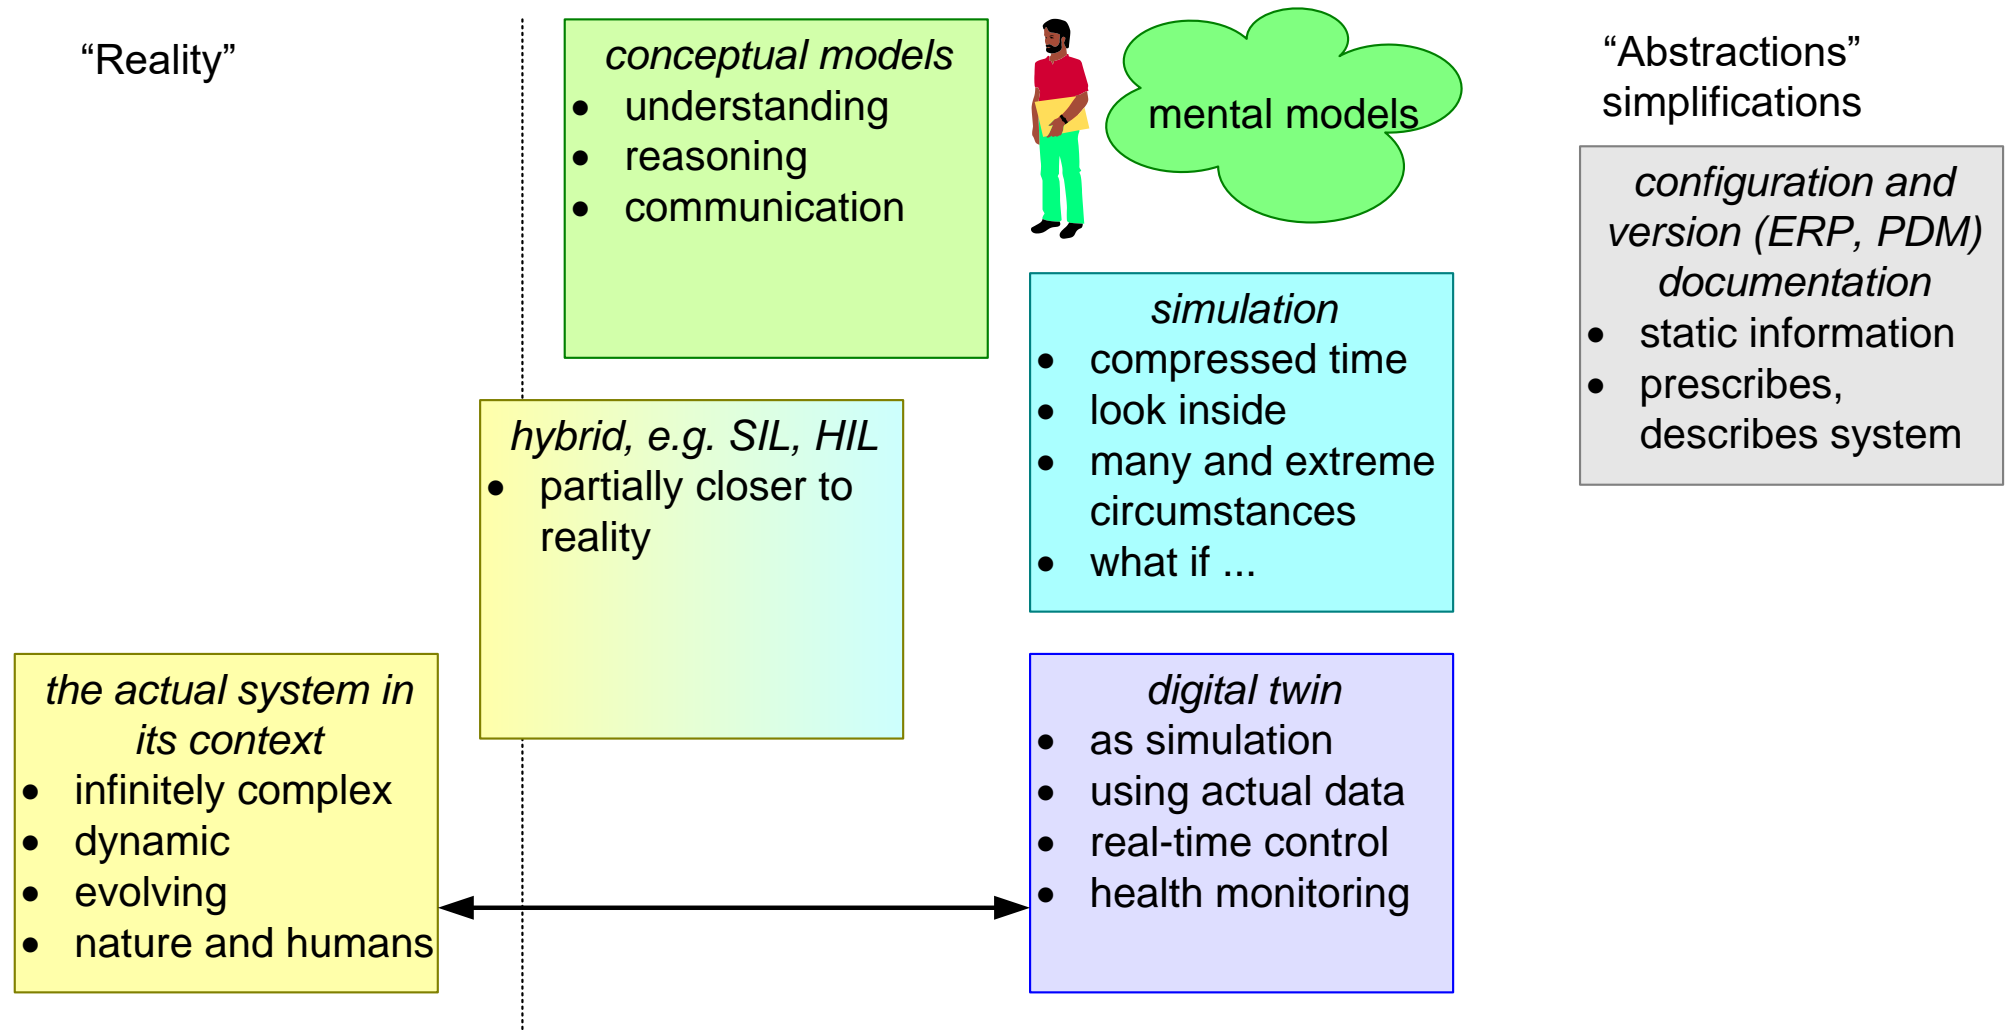 “Reality”
conceptual models
• understanding
• reasoning
• communication
mental models
“Abstractions”
simplifications
configuration and
version (ERP, PDM)
documentation
• static information
• prescribes,
describes system
simulation
• compressed time
• look inside
• many and extreme
circumstances
• what if ...
hybrid, e.g. SIL, HIL
• partially closer to
reality
the actual system in
its context
• infinitely complex
• dynamic
• evolving
• nature and humans
digital twin
• as simulation
• using actual data
• real-time control
• health monitoring